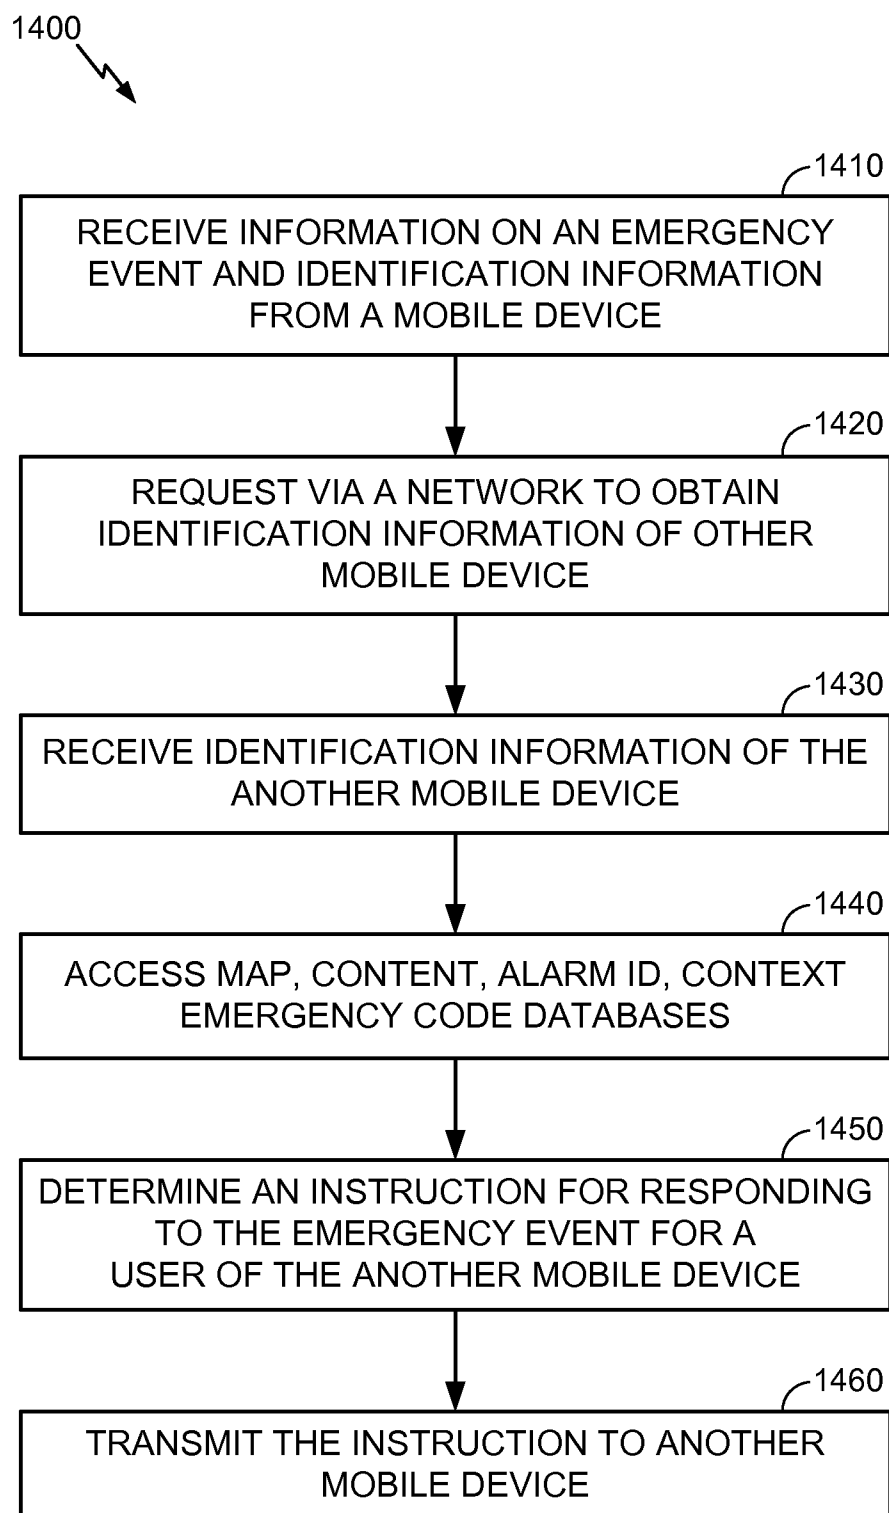 1400
1410
RECEIVE INFORMATION ON AN EMERGENCY
EVENT AND IDENTIFICATION INFORMATION
FROM A MOBILE DEVICE
1420
REQUEST VIA A NETWORK TO OBTAIN
IDENTIFICATION INFORMATION OF OTHER
MOBILE DEVICE
1430
RECEIVE IDENTIFICATION INFORMATION OF THE
ANOTHER MOBILE DEVICE
1440
ACCESS MAP, CONTENT, ALARM ID, CONTEXT
EMERGENCY CODE DATABASES
1450
DETERMINE AN INSTRUCTION FOR RESPONDING
TO THE EMERGENCY EVENT FOR A
USER OF THE ANOTHER MOBILE DEVICE
1460
TRANSMIT THE INSTRUCTION TO ANOTHER
MOBILE DEVICE